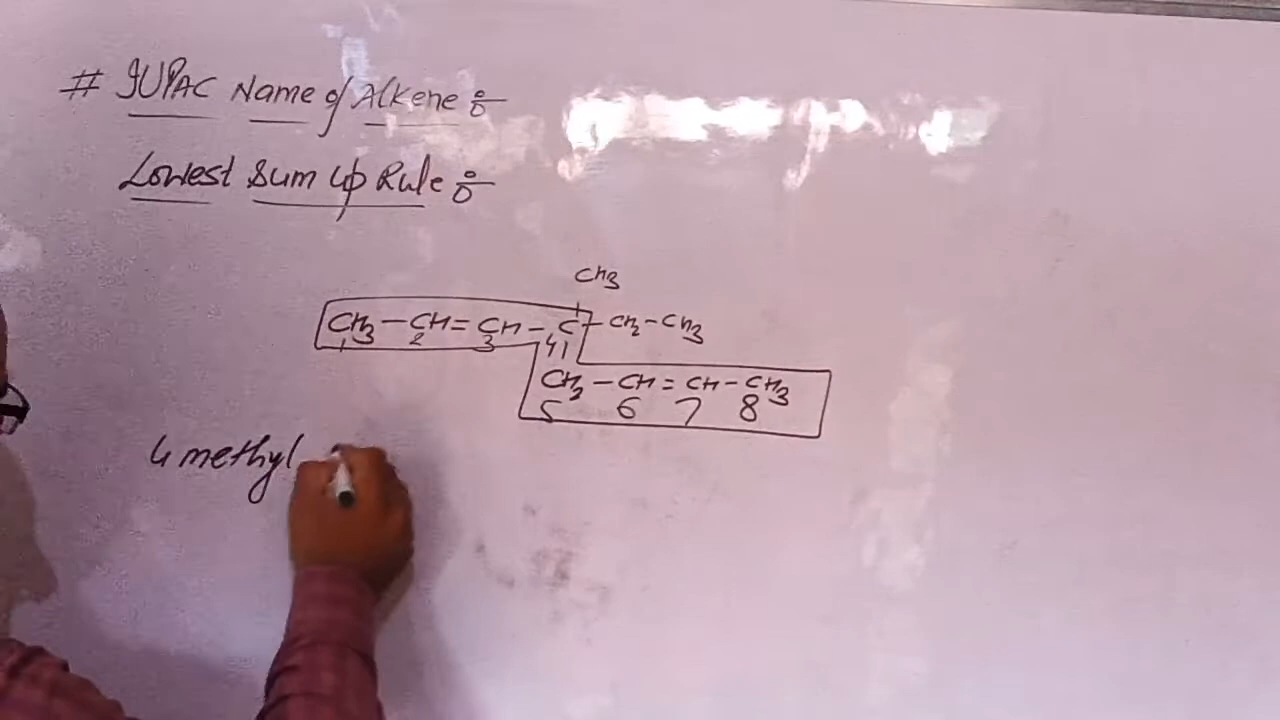 # IUPAC Name of Alkene :-
Lowest Sum Up Rule :-
CH3
CH3 – CH = CH – C – CH2 – CH3
1 2 3 4
CH2 – CH = CH – CH3
5 6 7 8
4 methyl